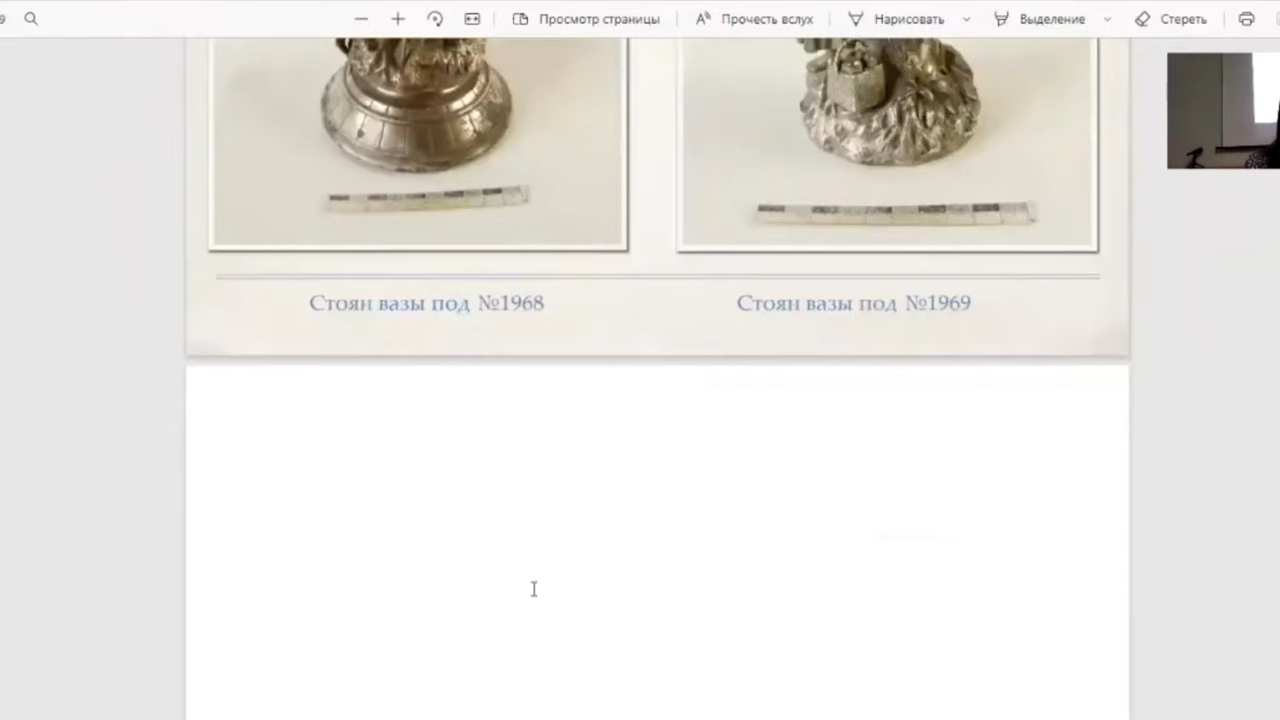 Просмотр страницы
Прочесть вслух
Нарисовать
Выделение
Стереть
Стоян вазы под №1968
Стоян вазы под №1969